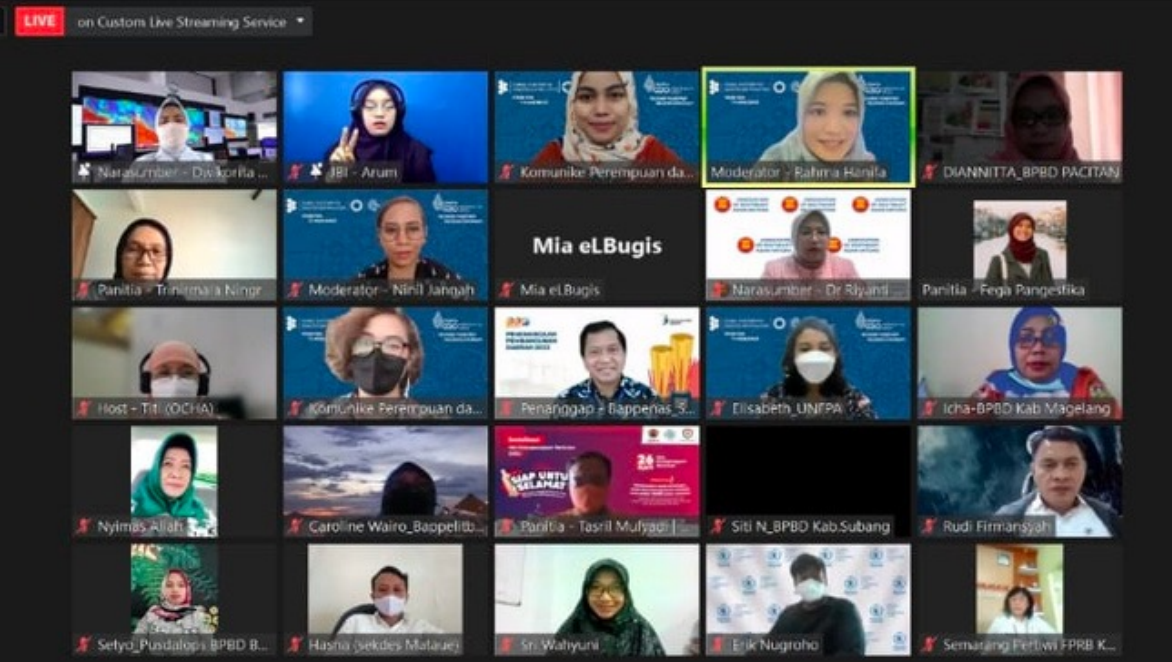 LIVE on Custom Live Streaming Service
Narasumber - Dwikorita ...
JBI - Arum
Komunike Perempuan da...
Moderator - Rahma Hanifa
DIANNITTA_BPBD PACITAN
Panitia - Trinirmala Ningr
Moderator - Ninil Jannah
Mia eLBugis
Mia eLBugis
Narasumber - Dr Riyanti ...
Panitia - Fega Pangestika
Host - Titi (OCHA)
Komunike Perempuan da...
Penanggap - Bappenas_S...
Elisabeth_UNFPA
Icha-BPBD Kab Magelang
Nyimas Aliah
Caroline Wairo_Bappelitb...
26
SIAP UNTU
SELAMAT
Panitia - Tasril Mulyadi |
Siti N_BPBD Kab.Subang
Rudi Firmansyah
Setyo_Pusdalops BPBD B...
Hasna (sekdes Mataue)
Sri Wahyuni
Erik Nugroho
Semarang Pertiwi FPRB K...